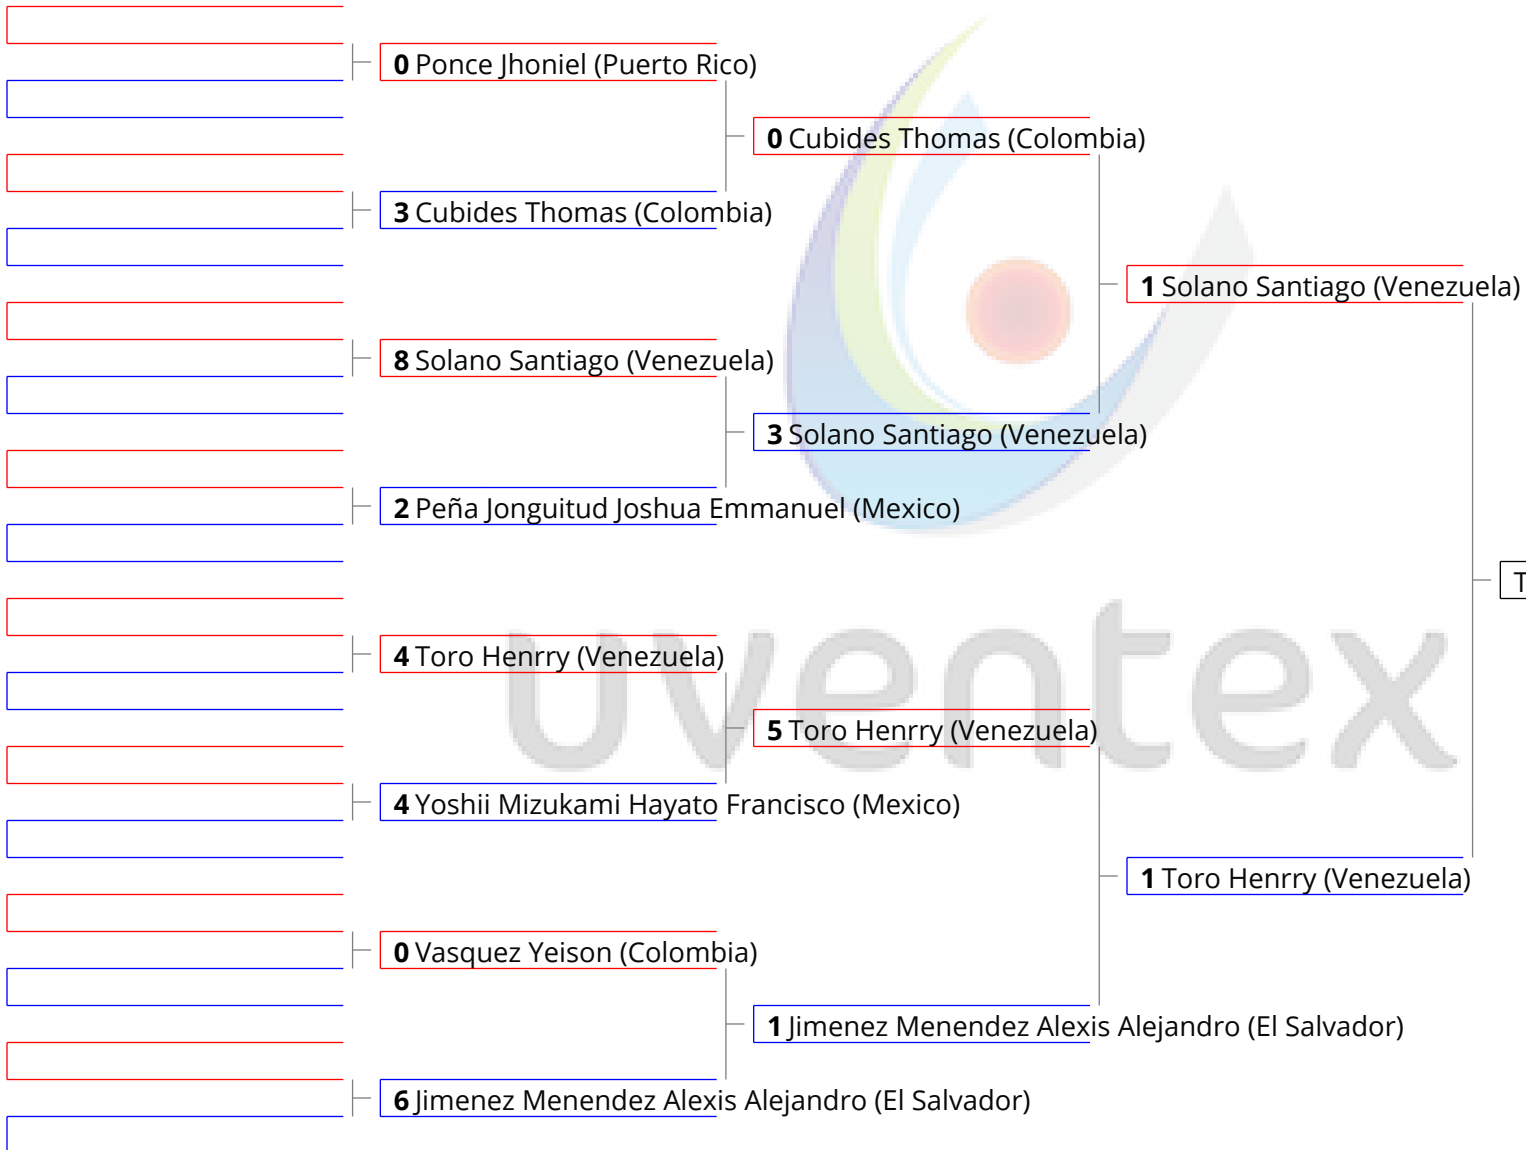 0 Ponce Jhoniel (Puerto Rico)
0 Cubides Thomas (Colombia)
3 Cubides Thomas (Colombia)
1 Solano Santiago (Venezuela)
8 Solano Santiago (Venezuela)
3 Solano Santiago (Venezuela)
2 Peña Jonguitud Joshua Emmanuel (Mexico)
T
uventex
4 Toro Henrry (Venezuela)
5 Toro Henrry (Venezuela)
4 Yoshii Mizukami Hayato Francisco (Mexico)
1 Toro Henrry (Venezuela)
0 Vasquez Yeison (Colombia)
1 Jimenez Menendez Alexis Alejandro (El Salvador)
6 Jimenez Menendez Alexis Alejandro (El Salvador)